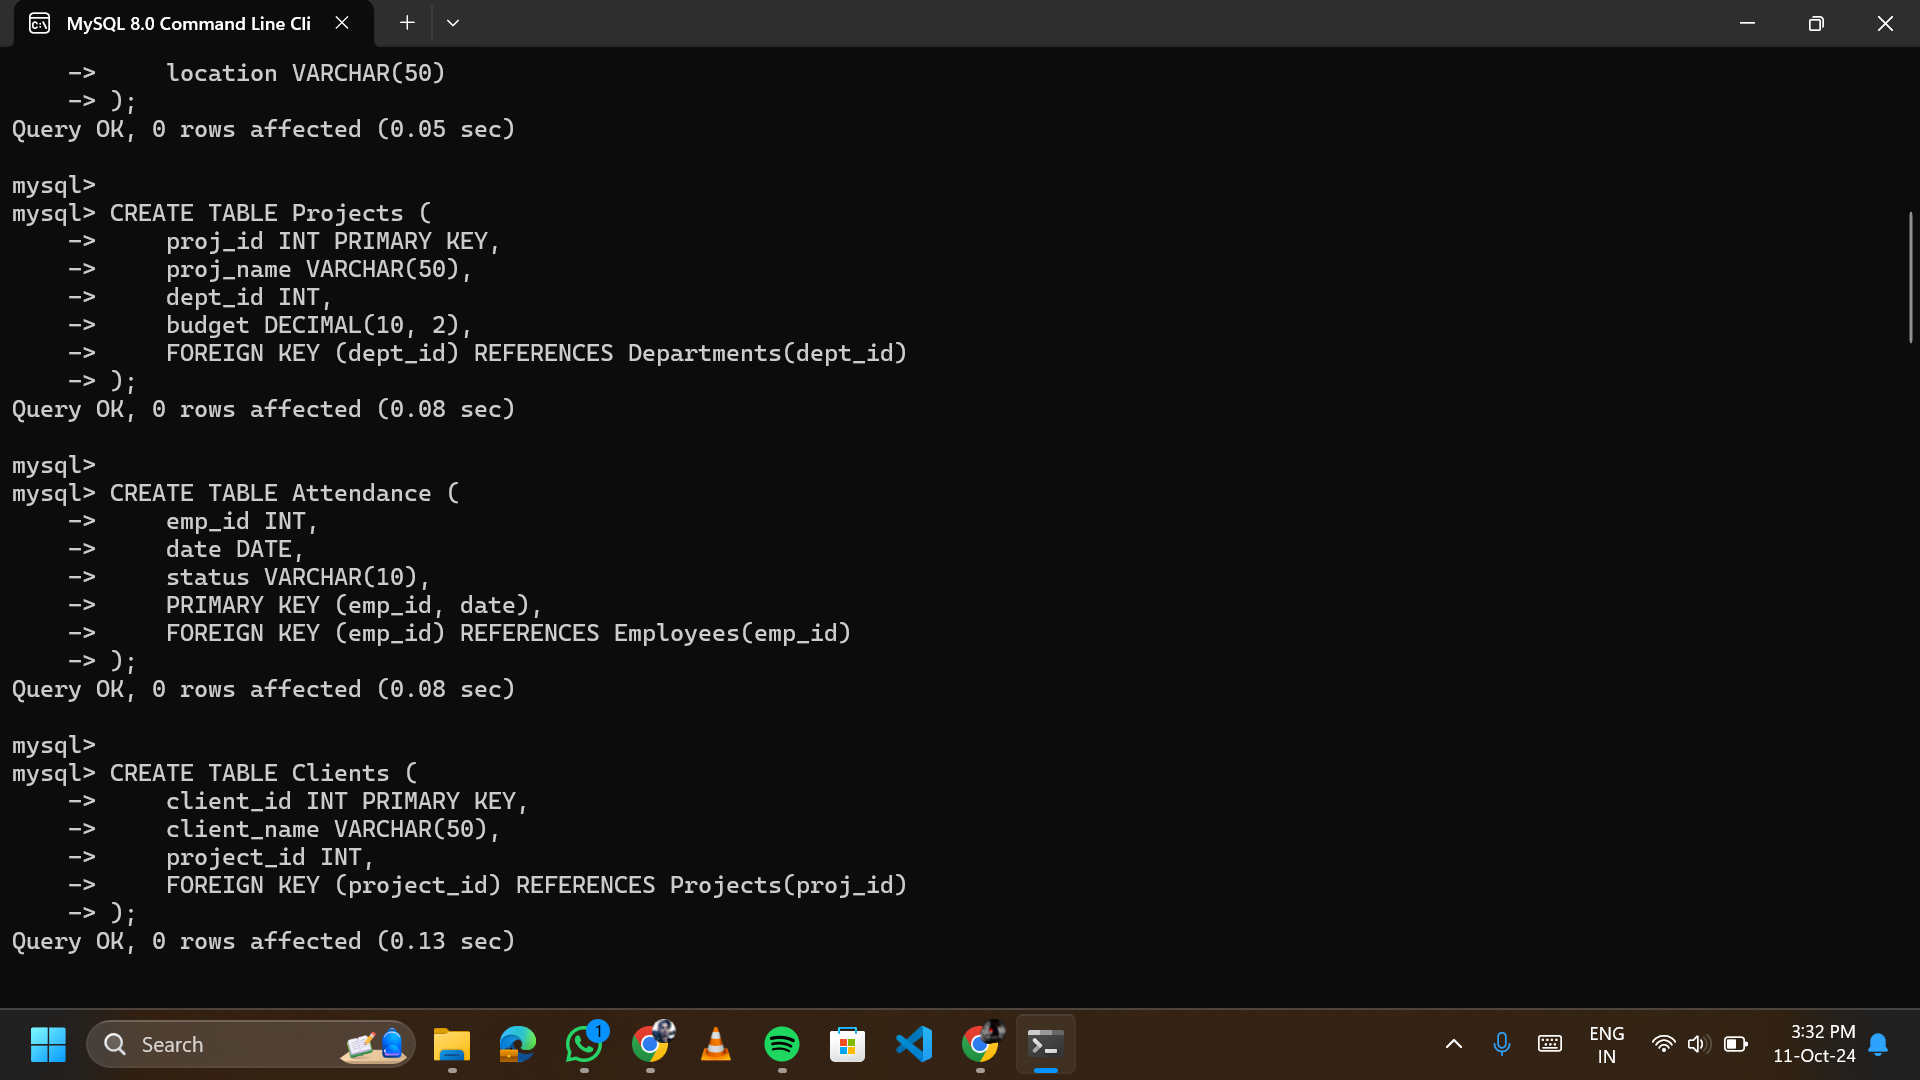 MySQL 8.0 Command Line Cli
->     location VARCHAR(50)
-> );
Query OK, 0 rows affected (0.05 sec)
mysql>
mysql> CREATE TABLE Projects (
->     proj_id INT PRIMARY KEY,
->     proj_name VARCHAR(50),
->     dept_id INT,
->     budget DECIMAL(10, 2),
->     FOREIGN KEY (dept_id) REFERENCES Departments(dept_id)
-> );
Query OK, 0 rows affected (0.08 sec)
mysql>
mysql> CREATE TABLE Attendance (
->     emp_id INT,
->     date DATE,
->     status VARCHAR(10),
->     PRIMARY KEY (emp_id, date),
->     FOREIGN KEY (emp_id) REFERENCES Employees(emp_id)
-> );
Query OK, 0 rows affected (0.08 sec)
mysql>
mysql> CREATE TABLE Clients (
->     client_id INT PRIMARY KEY,
->     client_name VARCHAR(50),
->     project_id INT,
->     FOREIGN KEY (project_id) REFERENCES Projects(proj_id)
-> );
Query OK, 0 rows affected (0.13 sec)
Search
1
ENG
IN
3:32 PM
11-Oct-24